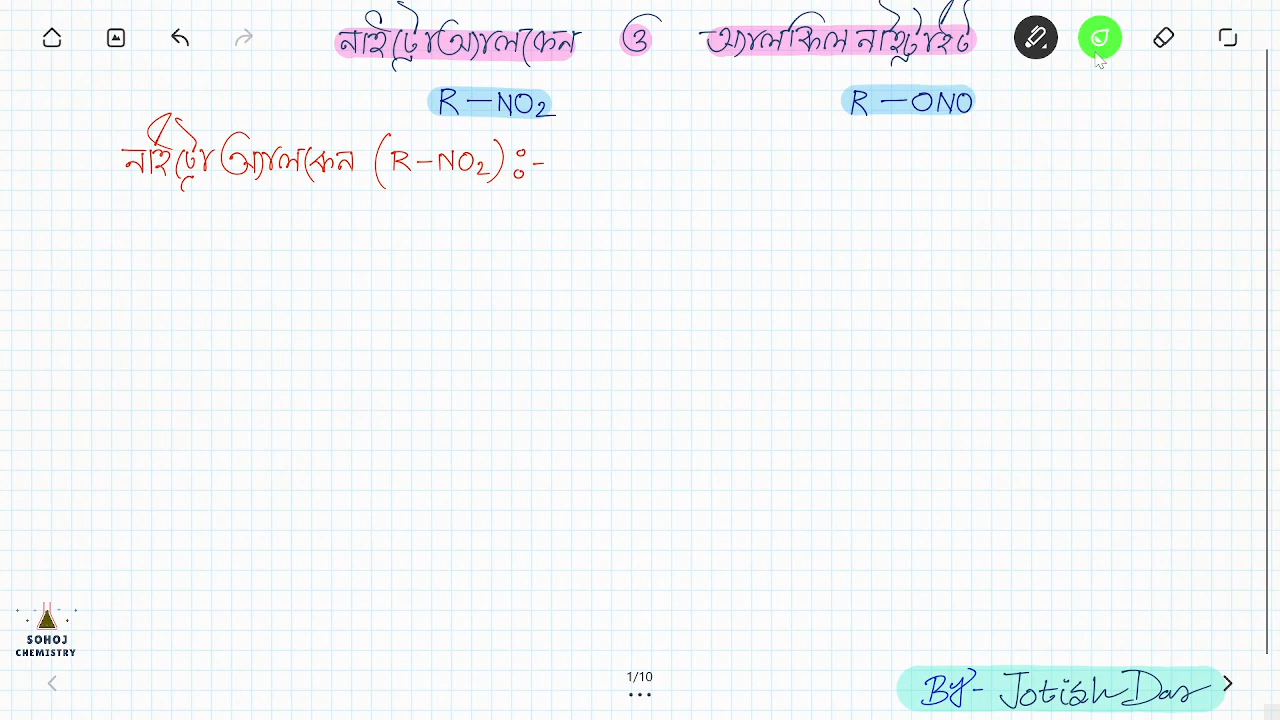 নাইট্রোঅ্যালকেন ও অ্যালকিল নাইট্রাইট
R—NO2 R—ONO
নাইট্রোঅ্যালকেন (R-NO2) :-
SOHOJ
CHEMISTRY
1/10
By- Jotish Das